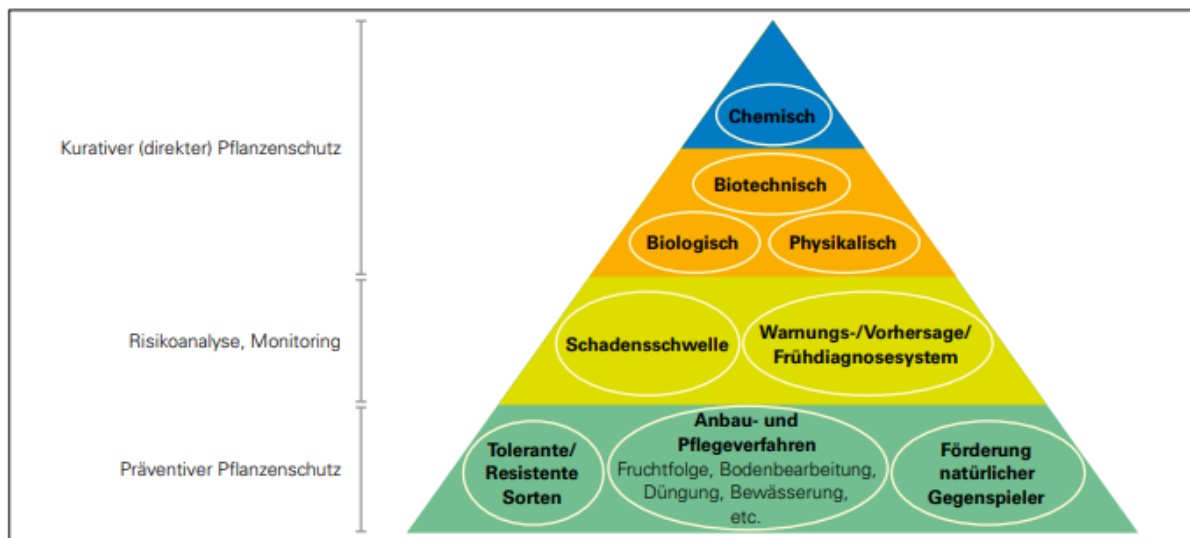 Kurativer (direkter) Pflanzenschutz
Chemisch
Biotechnisch
Biologisch
Physikalisch
Risikoanalyse, Monitoring
Schadensschwelle
Warnungs-/Vorhersage/
Frühdiagnosesystem
Präventiver Pflanzenschutz
Tolerante/
Resistente
Sorten
Anbau- und
Pflegeverfahren
Fruchtfolge, Bodenbearbeitung,
Düngung, Bewässerung,
etc.
Förderung
natürlicher
Gegenspieler